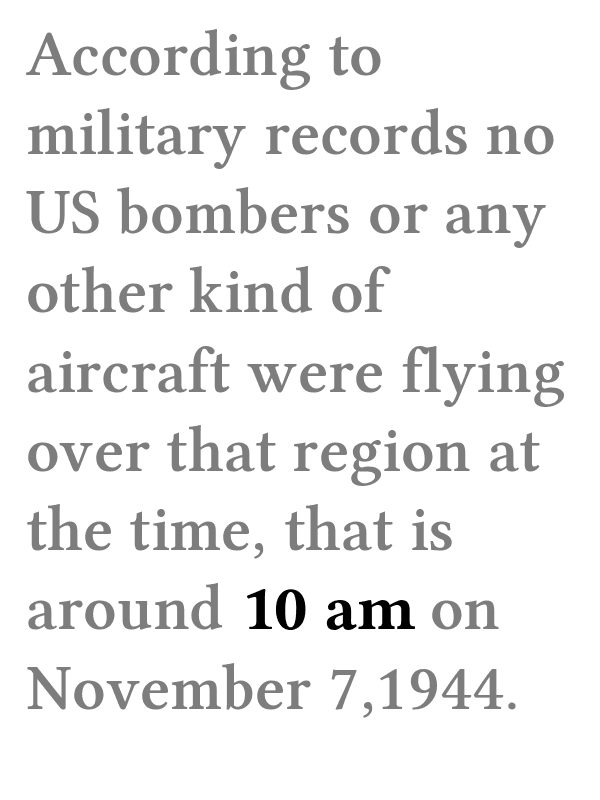 According to
military records no
US bombers or any
other kind of
aircraft were flying
over that region at
the time, that is
around 10 am on
November 7,1944.